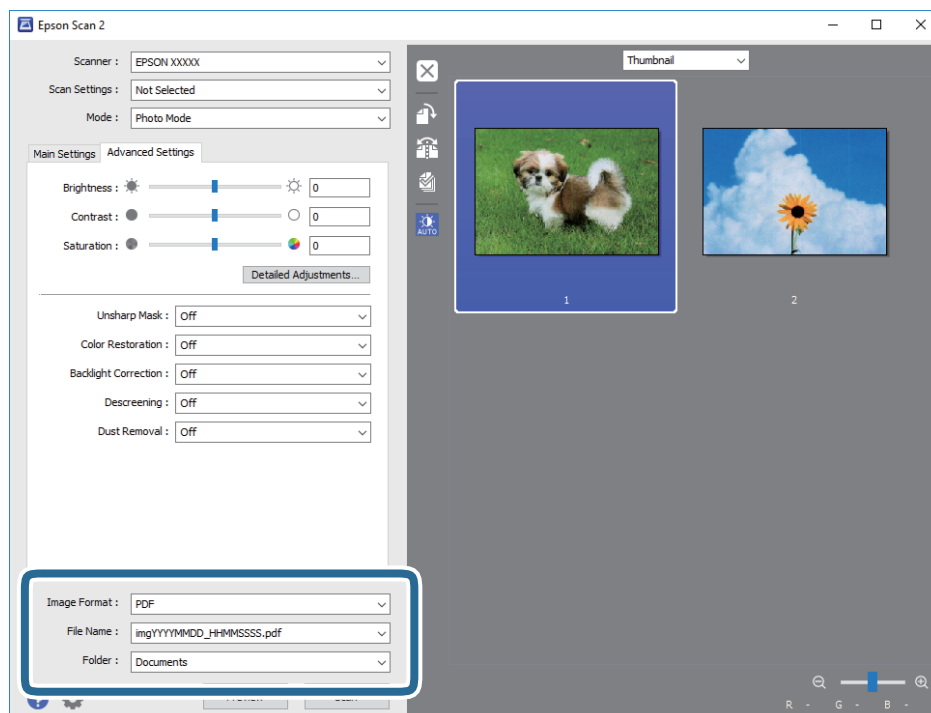 Epson Scan 2
Scanner : EPSON XXXXX
Scan Settings : Not Selected
Mode : Photo Mode
Main Settings Advanced Settings
Brightness : 0
Contrast : 0
Saturation : 0
Detailed Adjustments...
Unsharp Mask : Off
Color Restoration : Off
Backlight Correction : Off
Descreening : Off
Dust Removal : Off
Image Format : PDF
File Name : imgYYYYMMDD_HHMMSSSS.pdf
Folder : Documents
Thumbnail
AUTO
1
2
R - G - B -